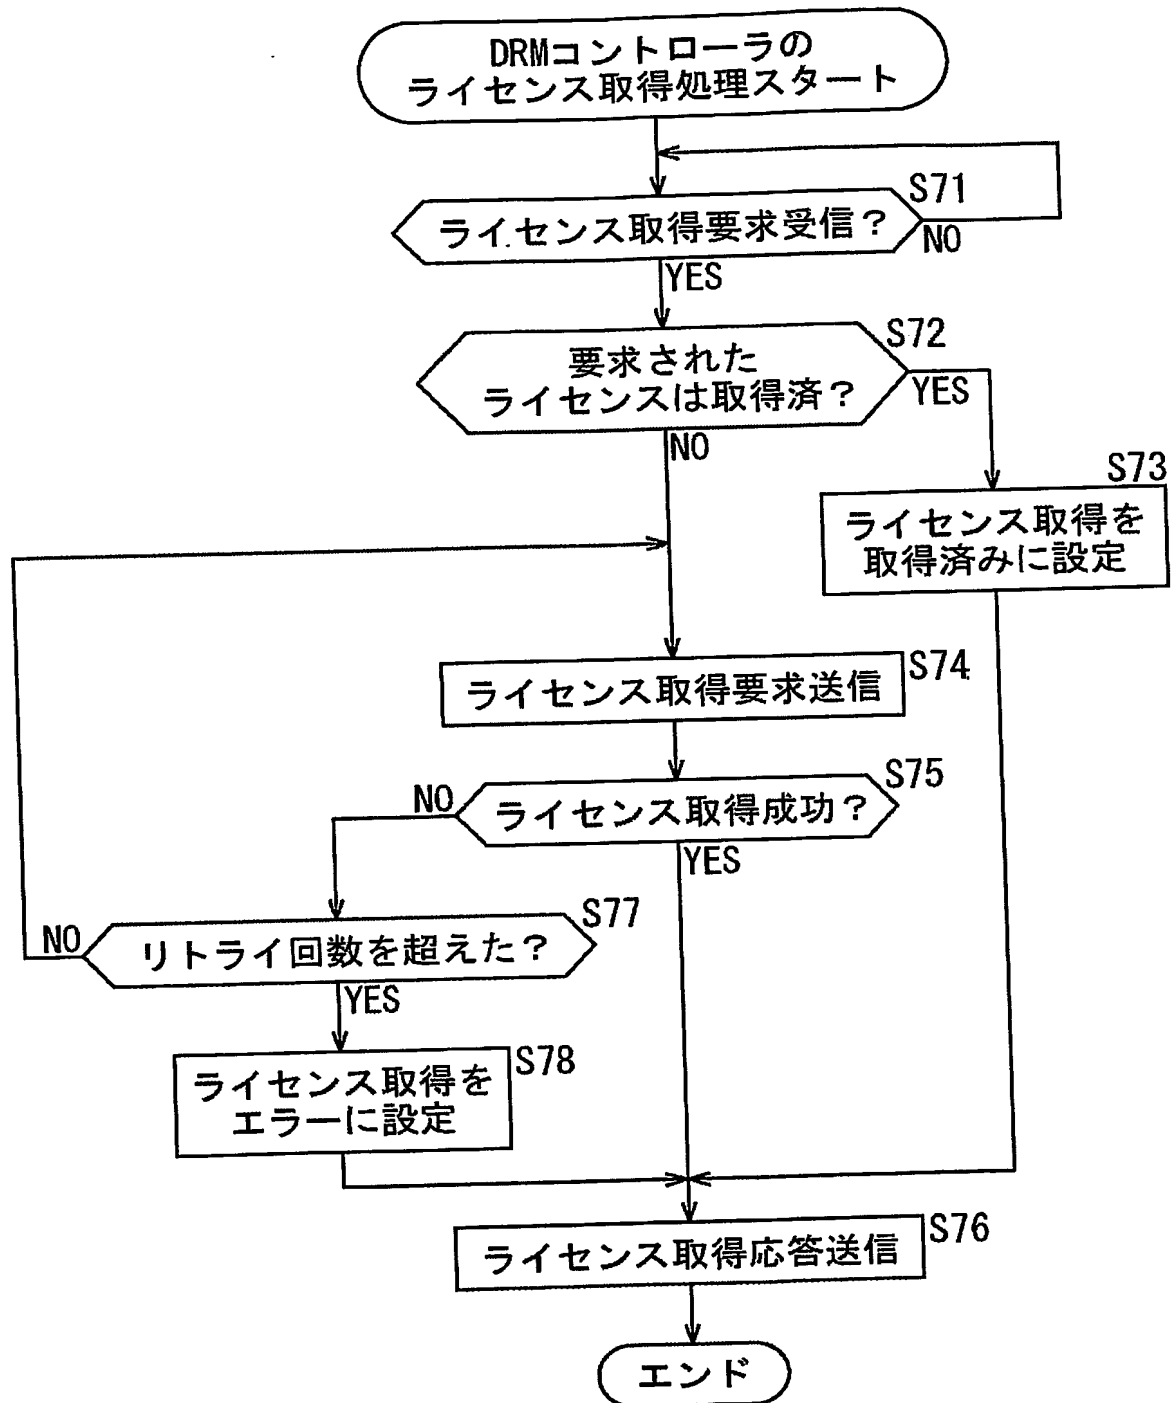 DRMコントローラの
ライセンス取得処理スタート
S71
ライセンス取得要求受信？
NO
YES
S72
要求された
ライセンスは取得済？
YES
NO
S73
ライセンス取得を
取得済みに設定
S74
ライセンス取得要求送信
S75
NO
ライセンス取得成功？
YES
S77
NO
リトライ回数を超えた？
YES
S78
ライセンス取得を
エラーに設定
S76
ライセンス取得応答送信
エンド